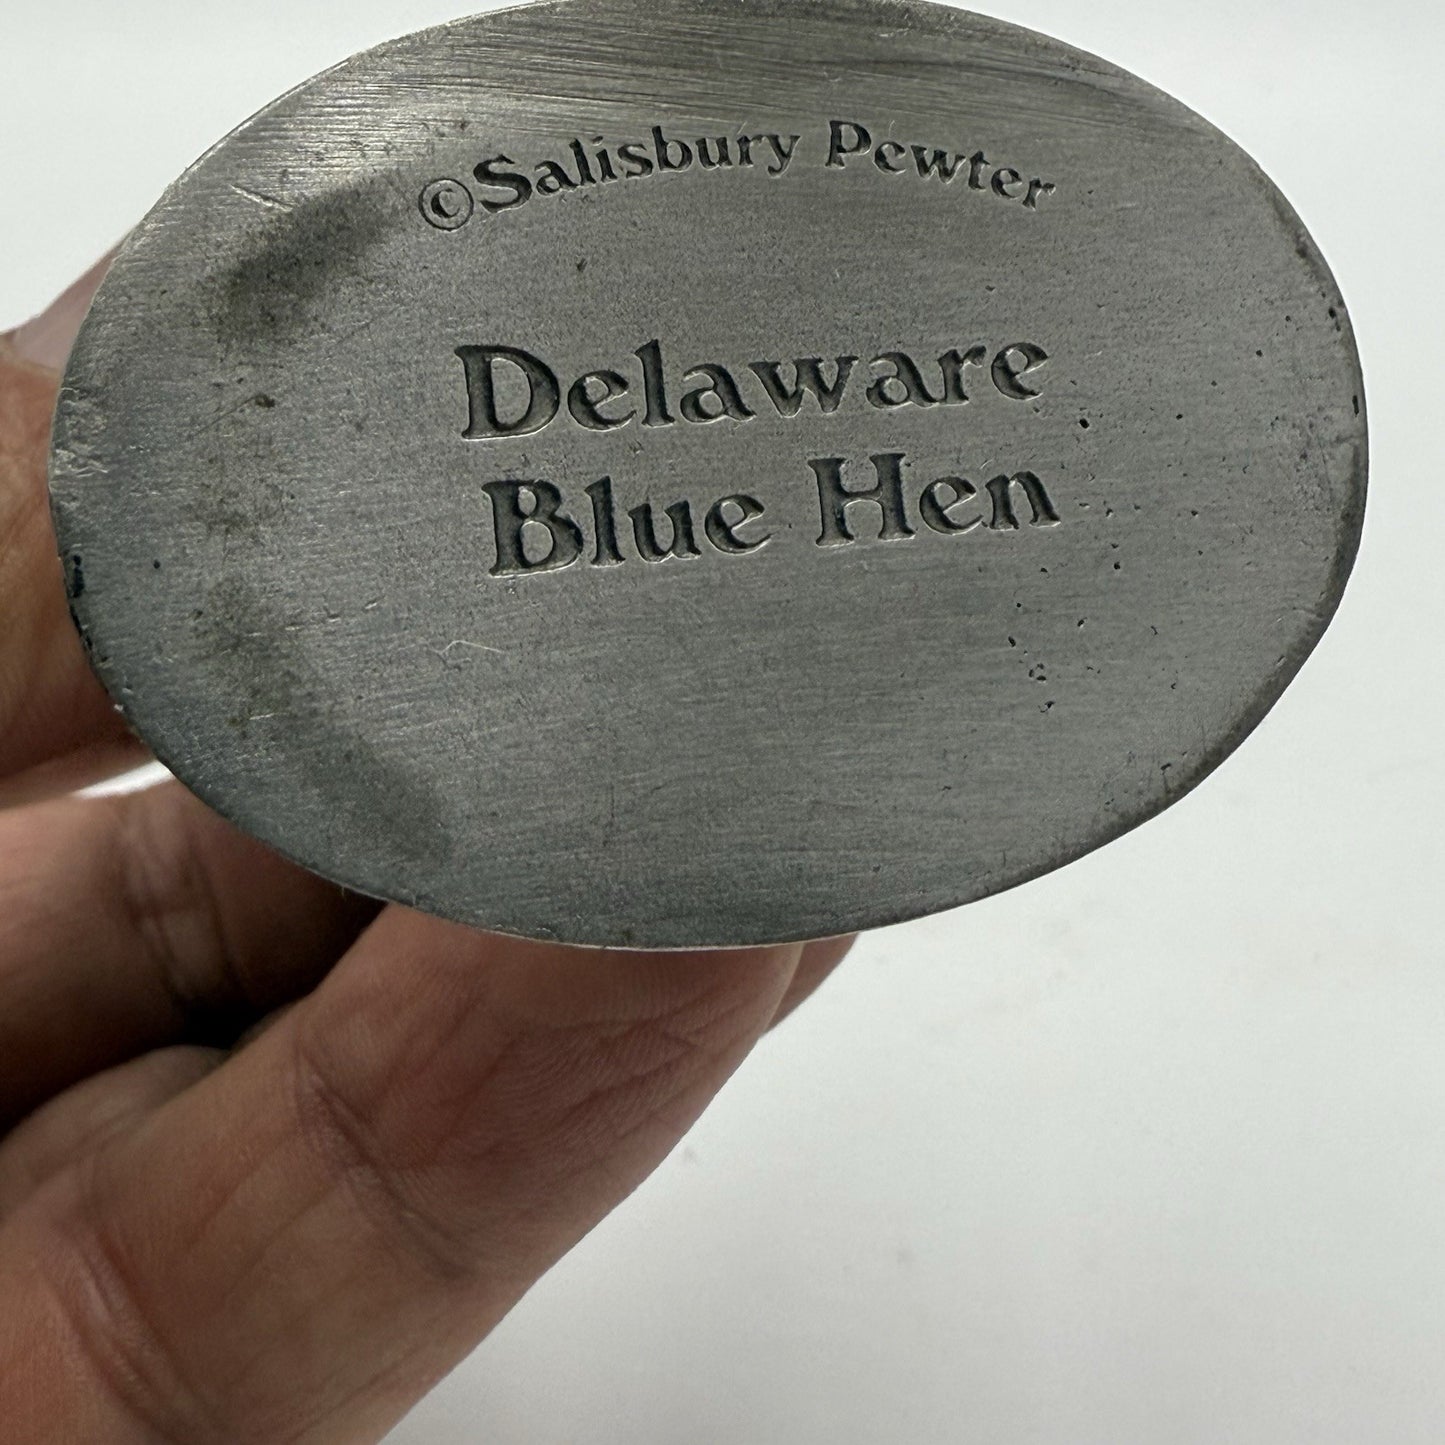 ©Salisbury Pewter
Delaware
Blue Hen